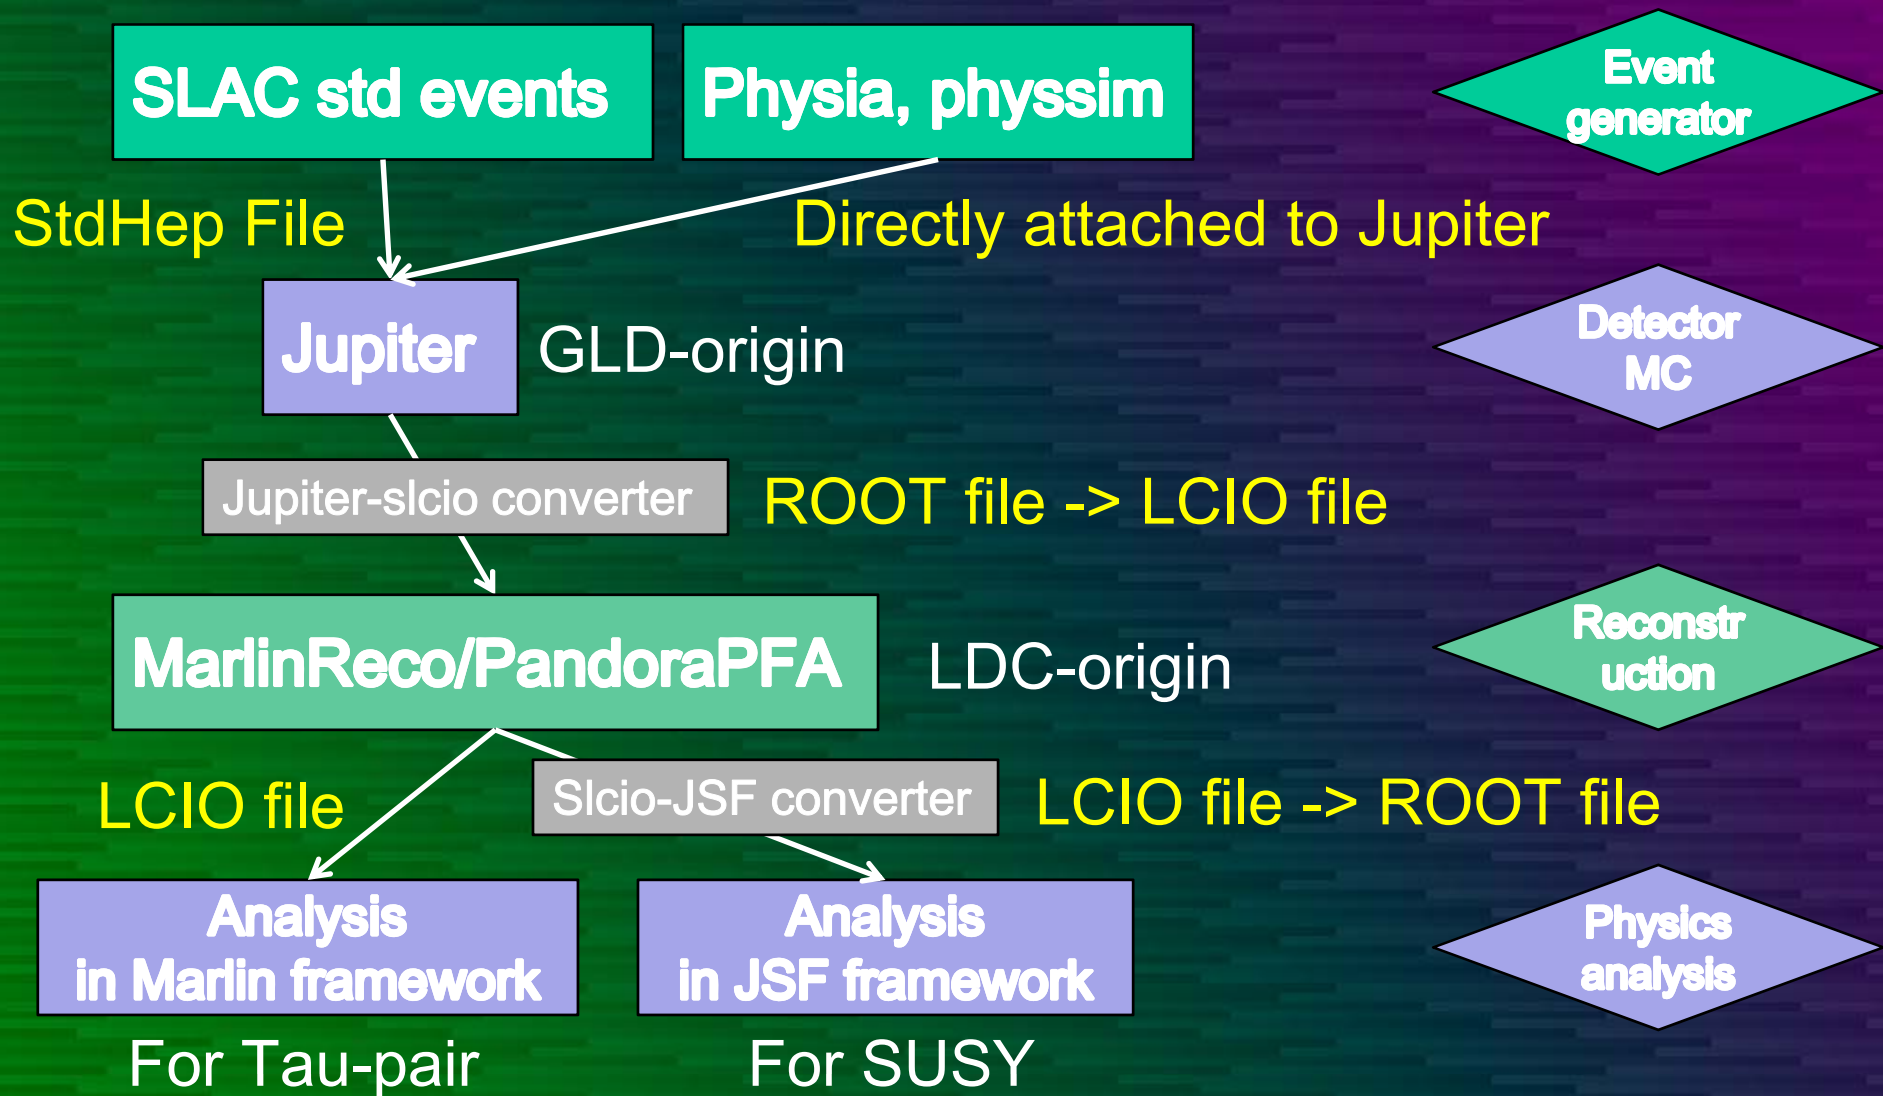 SLAC std events
Physia, physsim
Event
generator
StdHep File
Directly attached to Jupiter
Jupiter
GLD-origin
Detector
MC
Jupiter-slcio converter
ROOT file -> LCIO file
MarlinReco/PandoraPFA
LDC-origin
Reconstr
uction
LCIO file
Slcio-JSF converter
LCIO file -> ROOT file
Analysis
in Marlin framework
Analysis
in JSF framework
Physics
analysis
For Tau-pair
For SUSY